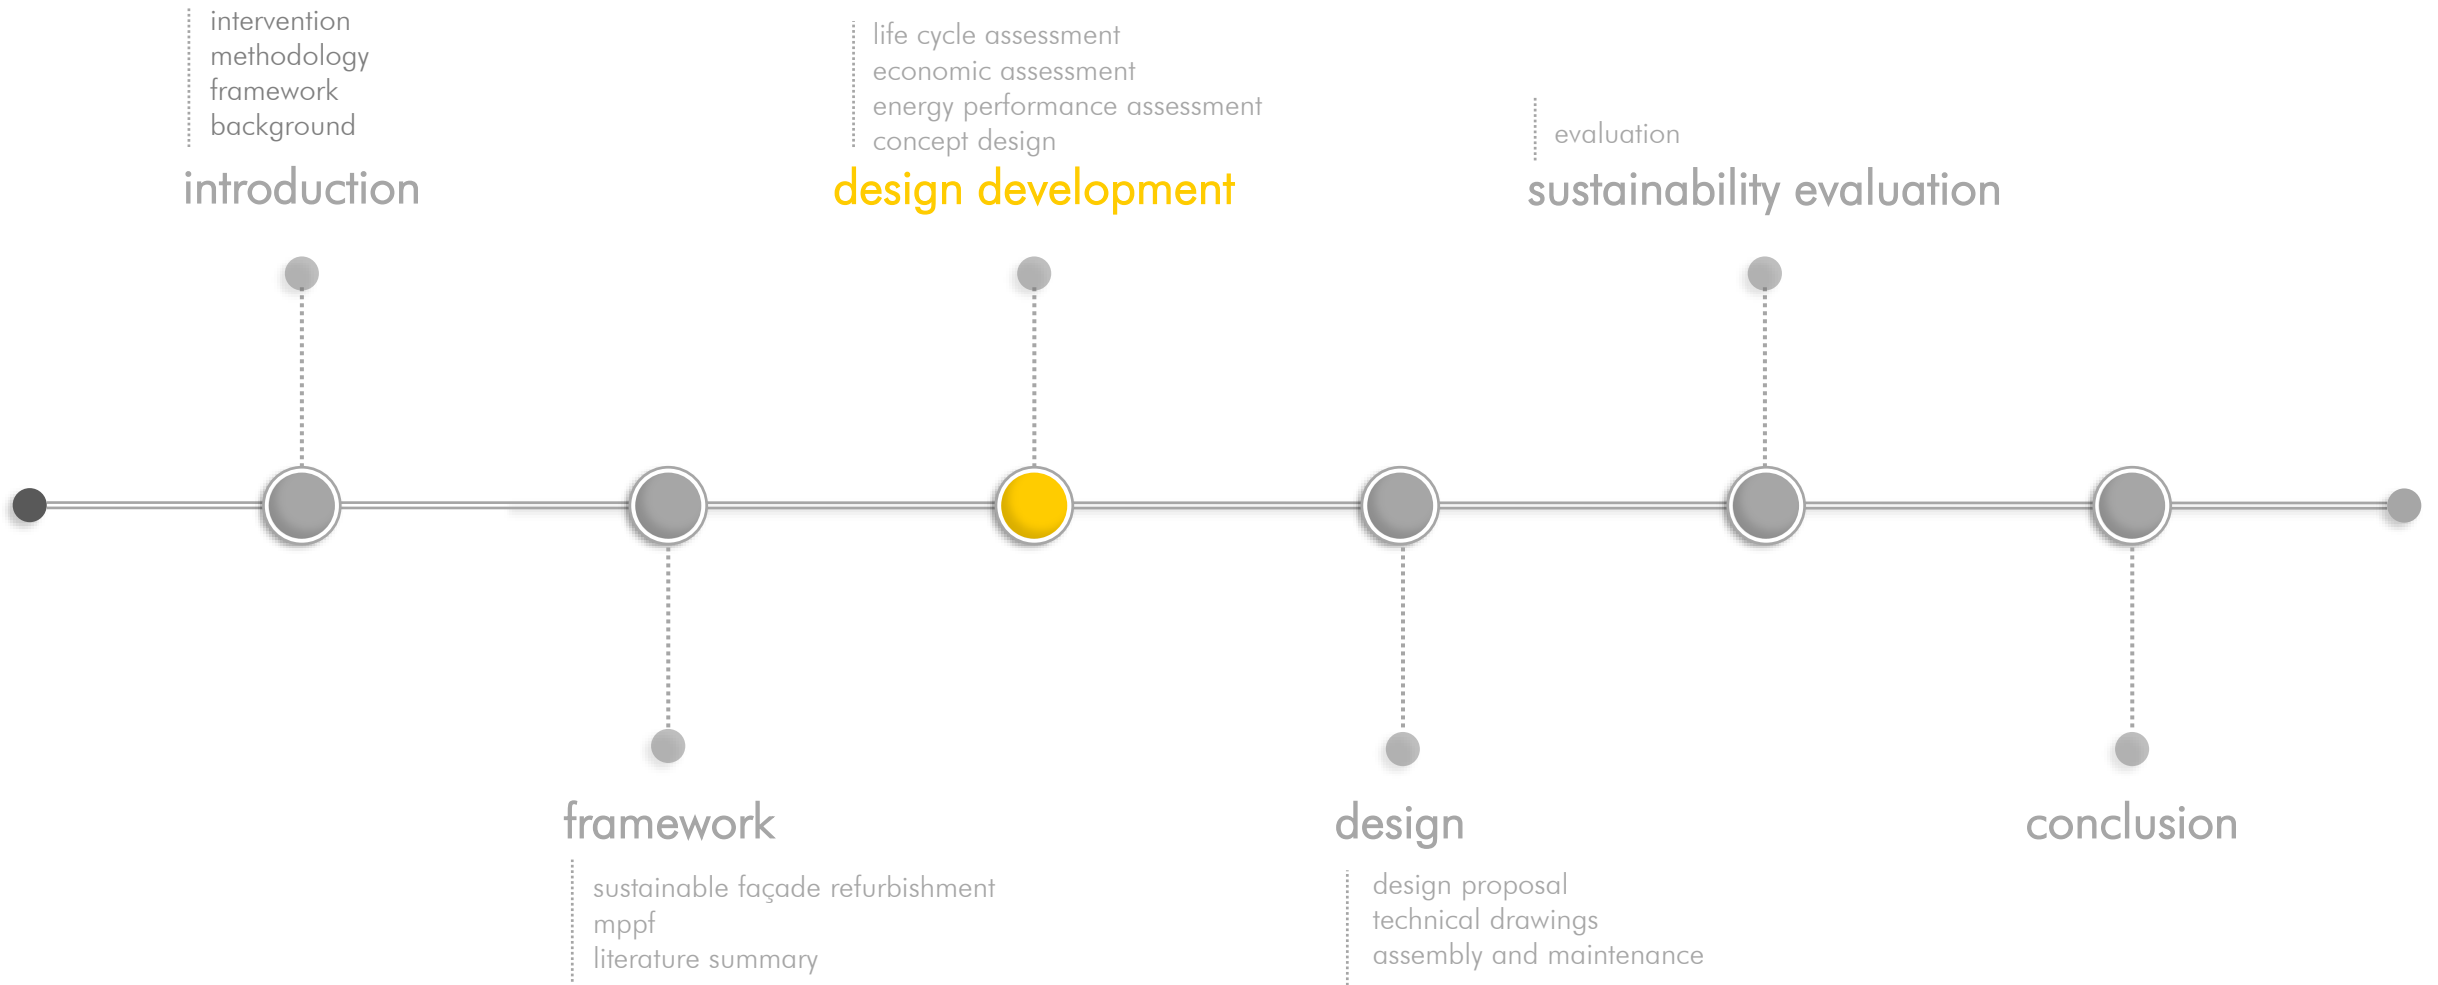 intervention
methodology
framework
background
introduction
life cycle assessment
economic assessment
energy performance assessment
concept design
design development
evaluation
sustainability evaluation
framework
sustainable façade refurbishment
mppf
literature summary
design
design proposal
technical drawings
assembly and maintenance
conclusion